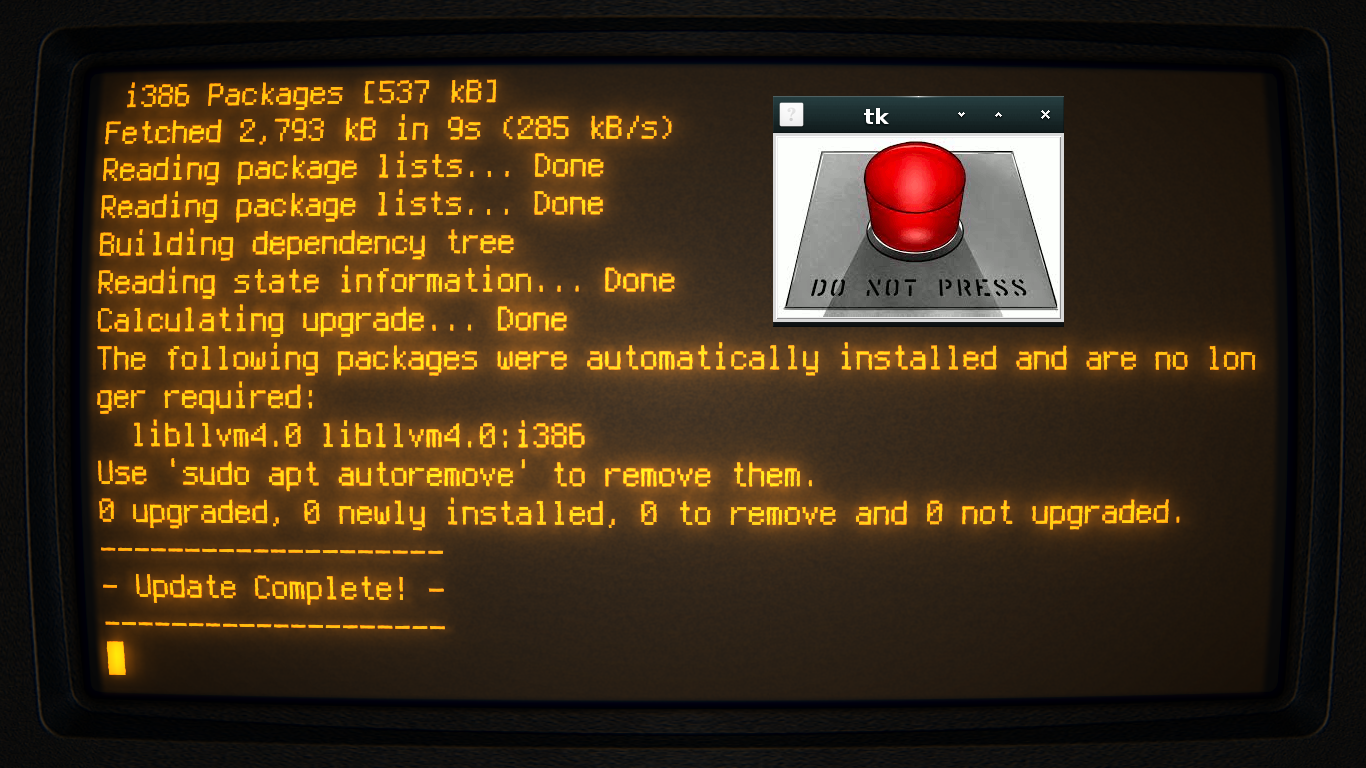 i386 Packages [537 kB]
Fetched 2,793 kB in 9s (285 kB/s)
Reading package lists... Done
Reading package lists... Done
Building dependency tree
Reading state information... Done
Calculating upgrade... Done
The following packages were automatically installed and are no lon
ger required:
libllvm4.0 libllvm4.0:i386
Use 'sudo apt autoremove' to remove them.
0 upgraded, 0 newly installed, 0 to remove and 0 not upgraded.
--------------------
- Update Complete! -
--------------------
tk
?
DO NOT PRESS